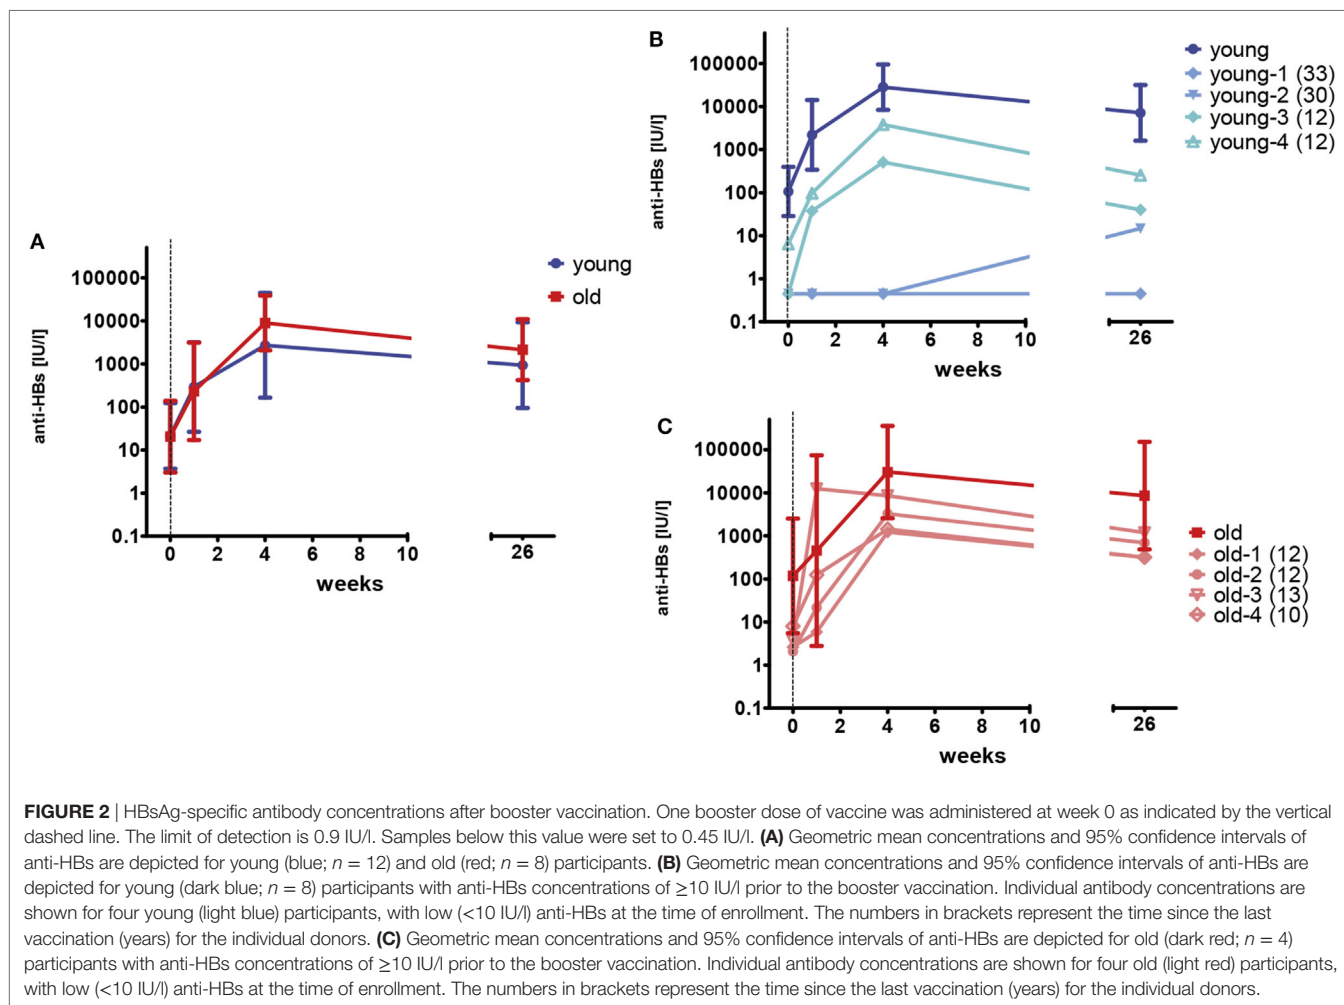 B
young
young-1 (33)
young-2 (30)
young-3 (12)
young-4 (12)
100000
10000
1000
100
10
1
0.1
anti-HBs [IU/l]
0 2 4 6 8 10 26
weeks
A
young
old
100000
10000
1000
100
10
1
0.1
anti-HBs [IU/l]
0 2 4 6 8 10 26
weeks
C
old
old-1 (12)
old-2 (12)
old-3 (13)
old-4 (10)
100000
10000
1000
100
10
1
0.1
anti-HBs [IU/l]
0 2 4 6 8 10 26
weeks
FIGURE 2 | HBsAg-specific antibody concentrations after booster vaccination. One booster dose of vaccine was administered at week 0 as indicated by the vertical
dashed line. The limit of detection is 0.9 IU/l. Samples below this value were set to 0.45 IU/l. (A) Geometric mean concentrations and 95% confidence intervals of
anti-HBs are depicted for young (blue; n = 12) and old (red; n = 8) participants. (B) Geometric mean concentrations and 95% confidence intervals of anti-HBs are
depicted for young (dark blue; n = 8) participants with anti-HBs concentrations of ≥10 IU/l prior to the booster vaccination. Individual antibody concentrations are
shown for four young (light blue) participants, with low (<10 IU/l) anti-HBs at the time of enrollment. The numbers in brackets represent the time since the last
vaccination (years) for the individual donors. (C) Geometric mean concentrations and 95% confidence intervals of anti-HBs are depicted for old (dark red; n = 4)
participants with anti-HBs concentrations of ≥10 IU/l prior to the booster vaccination. Individual antibody concentrations are shown for four old (light red) participants,
with low (<10 IU/l) anti-HBs at the time of enrollment. The numbers in brackets represent the time since the last vaccination (years) for the individual donors.